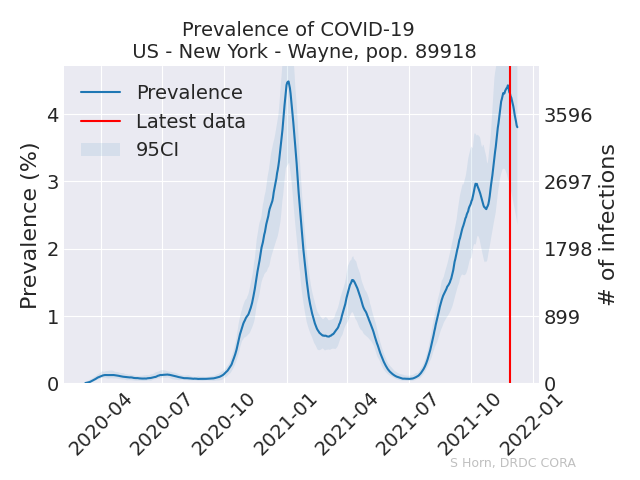 Prevalence of COVID-19
US - New York - Wayne, pop. 89918
Prevalence
Latest data
95CI
Prevalence (%)
4
3
2
1
0
# of infections
3596
2697
1798
899
0
2020-04
2020-07
2020-10
2021-01
2021-04
2021-07
2021-10
2022-01
S Horn, DRDC CORA